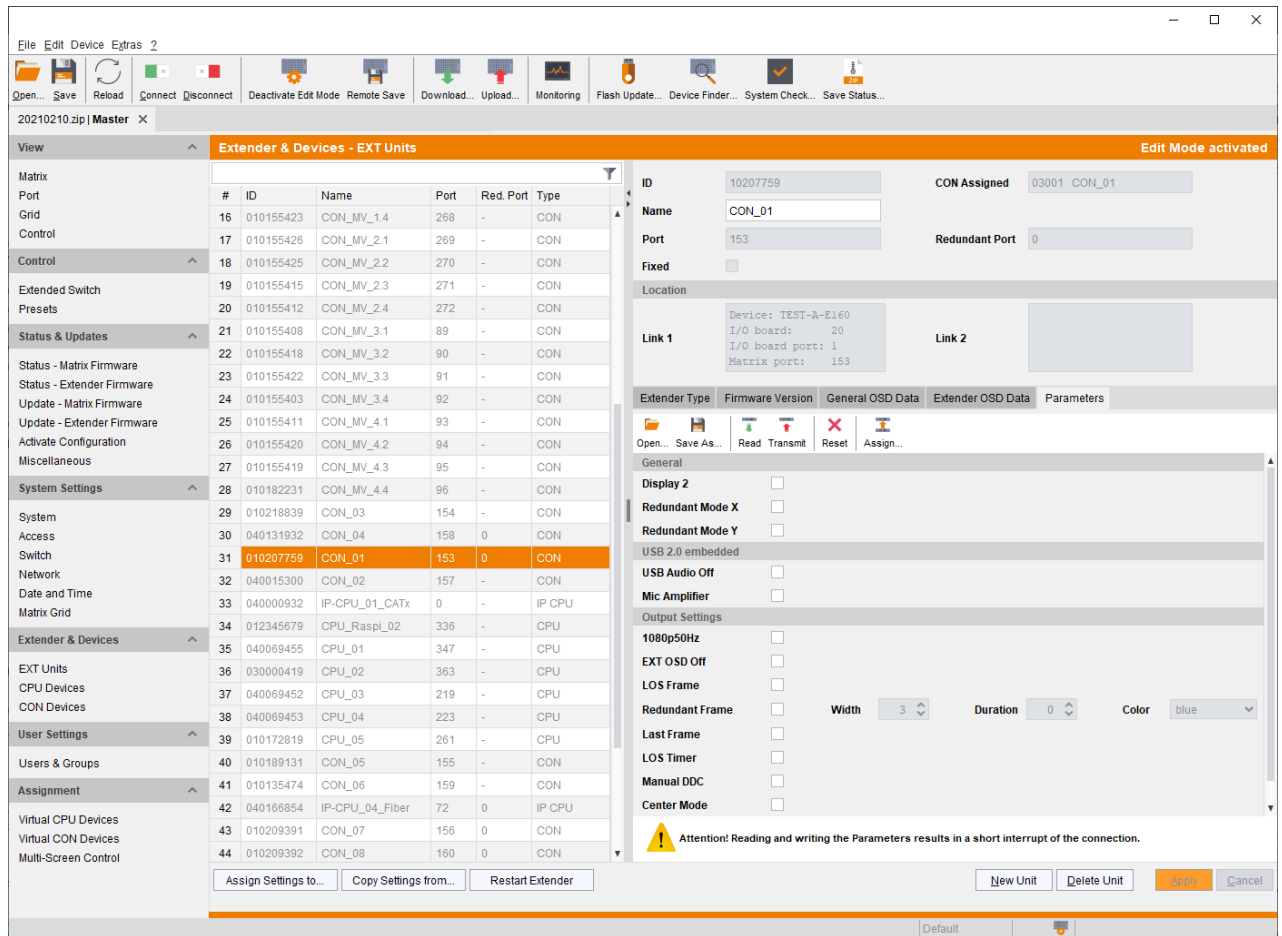 File Edit Device Extras ?
Open... Save Reload Connect Disconnect Deactivate Edit Mode Remote Save Download... Upload... Monitoring Flash Update... Device Finder... System Check... Save Status...
20210210.zip | Master
View
Matrix
Port
Grid
Control
Control
Extended Switch
Presets
Status & Updates
Status - Matrix Firmware
Status - Extender Firmware
Update - Matrix Firmware
Update - Extender Firmware
Activate Configuration
Miscellaneous
System Settings
System
Access
Switch
Network
Date and Time
Matrix Grid
Extender & Devices
EXT Units
CPU Devices
CON Devices
User Settings
Users & Groups
Assignment
Virtual CPU Devices
Virtual CON Devices
Multi-Screen Control
Extender & Devices - EXT Units Edit Mode activated
# ID Name Port Red. Port Type
16 010155423 CON_MV_1.4 268 - CON
17 010155426 CON_MV_2.1 269 - CON
18 010155425 CON_MV_2.2 270 - CON
19 010155415 CON_MV_2.3 271 - CON
20 010155412 CON_MV_2.4 272 - CON
21 010155408 CON_MV_3.1 89 - CON
22 010155418 CON_MV_3.2 90 - CON
23 010155422 CON_MV_3.3 91 - CON
24 010155403 CON_MV_3.4 92 - CON
25 010155411 CON_MV_4.1 93 - CON
26 010155420 CON_MV_4.2 94 - CON
27 010155419 CON_MV_4.3 95 - CON
28 010182231 CON_MV_4.4 96 - CON
29 010218839 CON_03 154 - CON
30 040131932 CON_04 158 0 CON
31 010207759 CON_01 153 0 CON
32 040015300 CON_02 157 - CON
33 040000932 IP-CPU_01_CATx 0 - IP CPU
34 012345679 CPU_Raspi_02 336 - CPU
35 040069455 CPU_01 347 - CPU
36 030000419 CPU_02 363 - CPU
37 040069452 CPU_03 219 - CPU
38 040069453 CPU_04 223 - CPU
39 010172819 CPU_05 261 - CPU
40 010189131 CON_05 155 - CON
41 010135474 CON_06 159 - CON
42 040166854 IP-CPU_04_Fiber 72 0 IP CPU
43 010209391 CON_07 156 0 CON
44 010209392 CON_08 160 0 CON
Assign Settings to... Copy Settings from... Restart Extender
ID 10207759 CON Assigned 03001 CON_01
Name CON_01
Port 153 Redundant Port 0
Fixed
Location
Link 1 Link 2
Device: TEST-A-E160
I/O board: 20
I/O board port: 1
Matrix port: 153
Extender Type Firmware Version General OSD Data Extender OSD Data Parameters
Open... Save As... Read Transmit Reset Assign...
General
Display 2
Redundant Mode X
Redundant Mode Y
USB 2.0 embedded
USB Audio Off
Mic Amplifier
Output Settings
1080p50Hz
EXT OSD Off
LOS Frame
Redundant Frame Width 3 Duration 0 Color blue
Last Frame
LOS Timer
Manual DDC
Center Mode
Attention! Reading and writing the Parameters results in a short interrupt of the connection.
New Unit Delete Unit Apply Cancel
Default